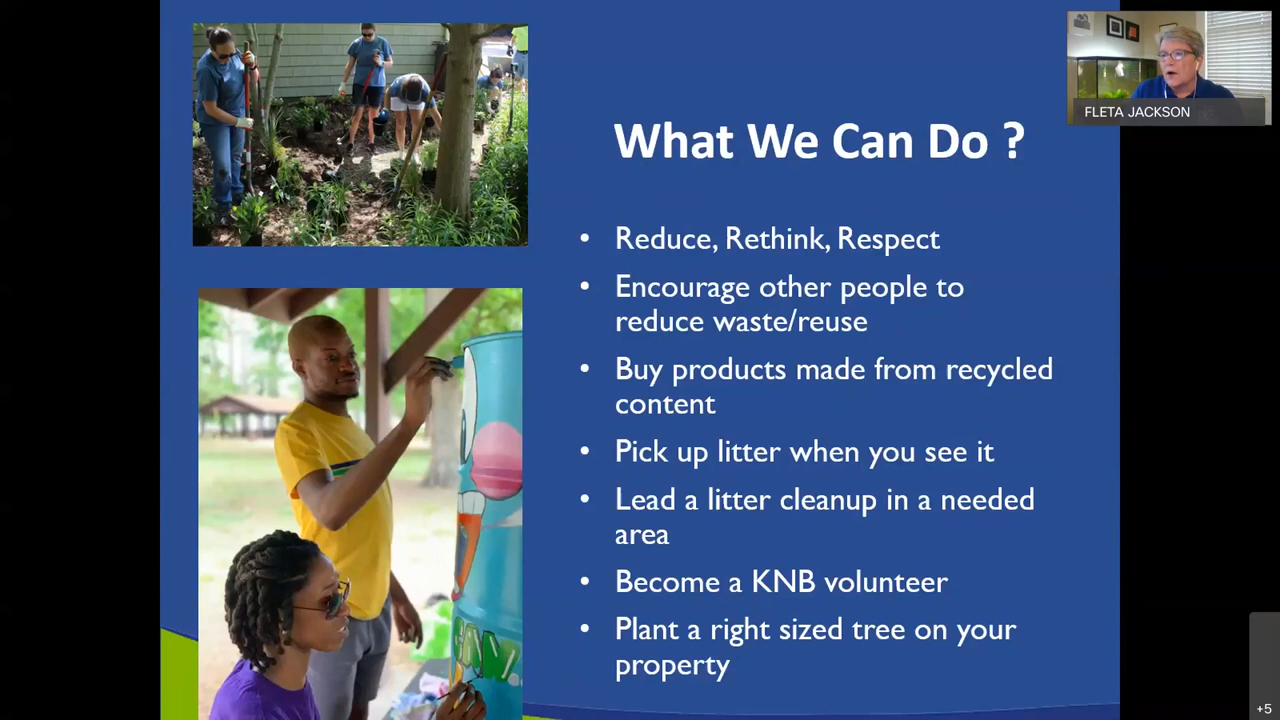 FLETA JACKSON
What We Can Do ?
• Reduce, Rethink, Respect
• Encourage other people to
reduce waste/reuse
• Buy products made from recycled
content
• Pick up litter when you see it
• Lead a litter cleanup in a needed
area
• Become a KNB volunteer
• Plant a right sized tree on your
property
+5